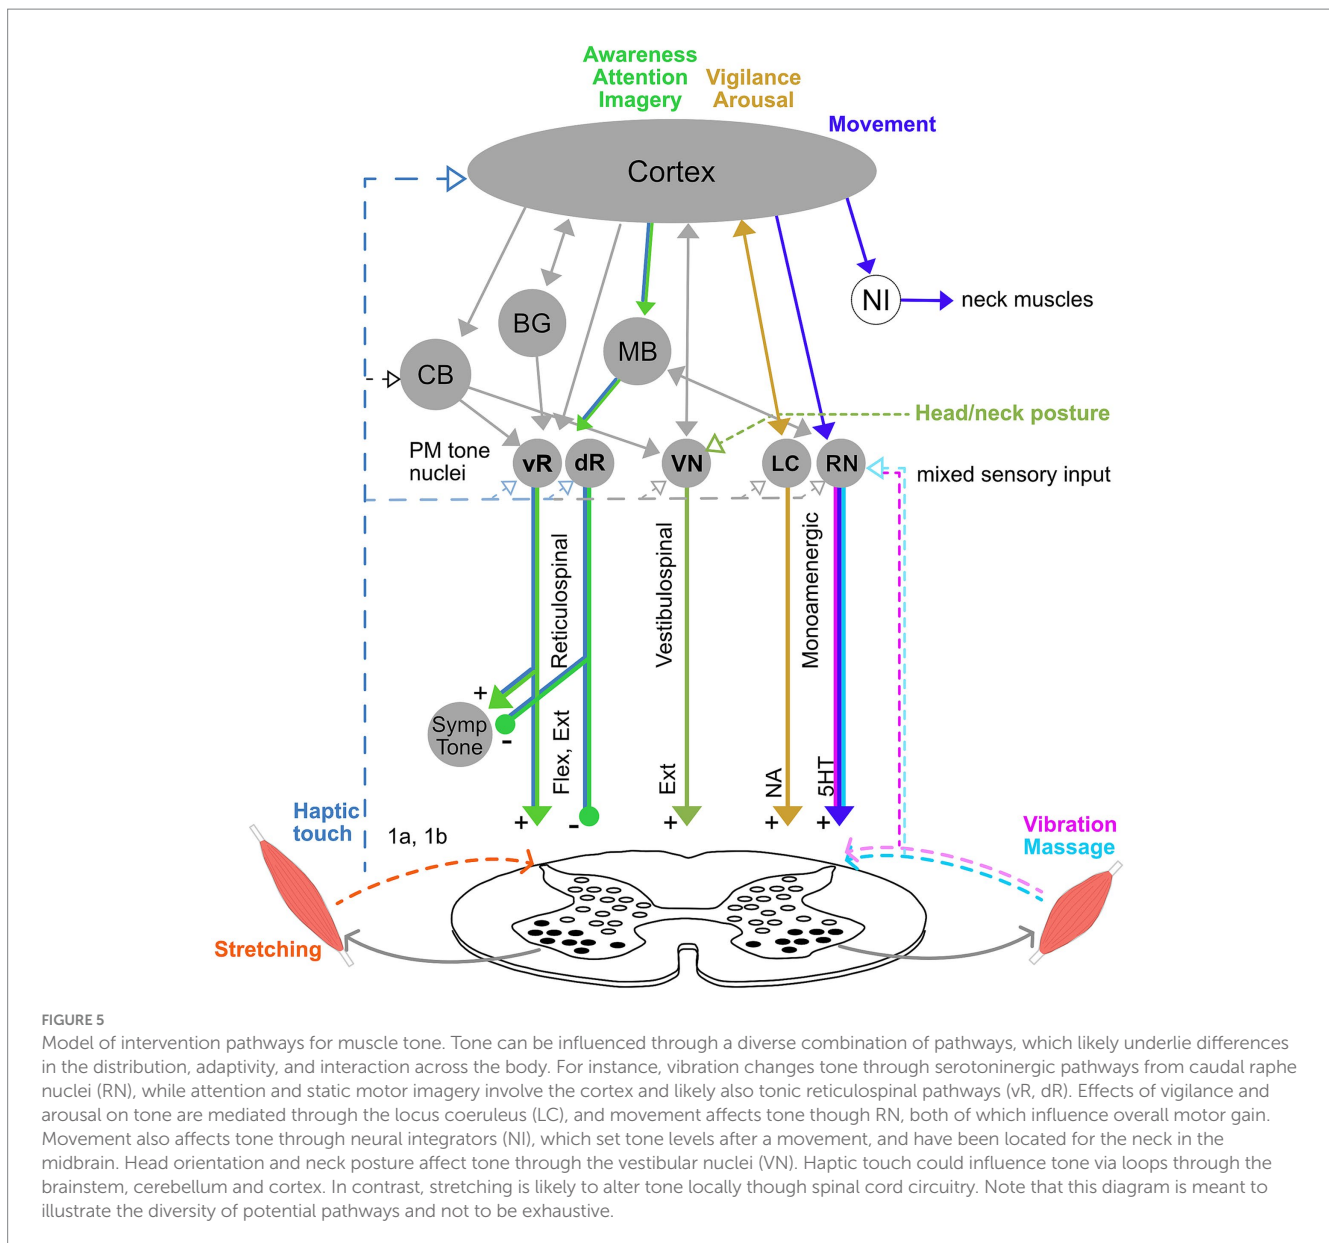 Awareness
Attention
Imagery
Vigilance
Arousal
Movement
Cortex
NI
neck muscles
BG
MB
CB
Head/neck posture
PM tone
nuclei
vR
dR
VN
LC
RN
mixed sensory input
Reticulospinal
Vestibulospinal
Monoamenergic
+
Symp
Tone
-
Flex, Ext
Ext
NA
5HT
+
-
+
+
+
Haptic
touch
1a, 1b
Vibration
Massage
Stretching
FIGURE 5
Model of intervention pathways for muscle tone. Tone can be influenced through a diverse combination of pathways, which likely underlie differences
in the distribution, adaptivity, and interaction across the body. For instance, vibration changes tone through serotoninergic pathways from caudal raphe
nuclei (RN), while attention and static motor imagery involve the cortex and likely also tonic reticulospinal pathways (vR, dR). Effects of vigilance and
arousal on tone are mediated through the locus coeruleus (LC), and movement affects tone though RN, both of which influence overall motor gain.
Movement also affects tone through neural integrators (NI), which set tone levels after a movement, and have been located for the neck in the
midbrain. Head orientation and neck posture affect tone through the vestibular nuclei (VN). Haptic touch could influence tone via loops through the
brainstem, cerebellum and cortex. In contrast, stretching is likely to alter tone locally though spinal cord circuitry. Note that this diagram is meant to
illustrate the diversity of potential pathways and not to be exhaustive.